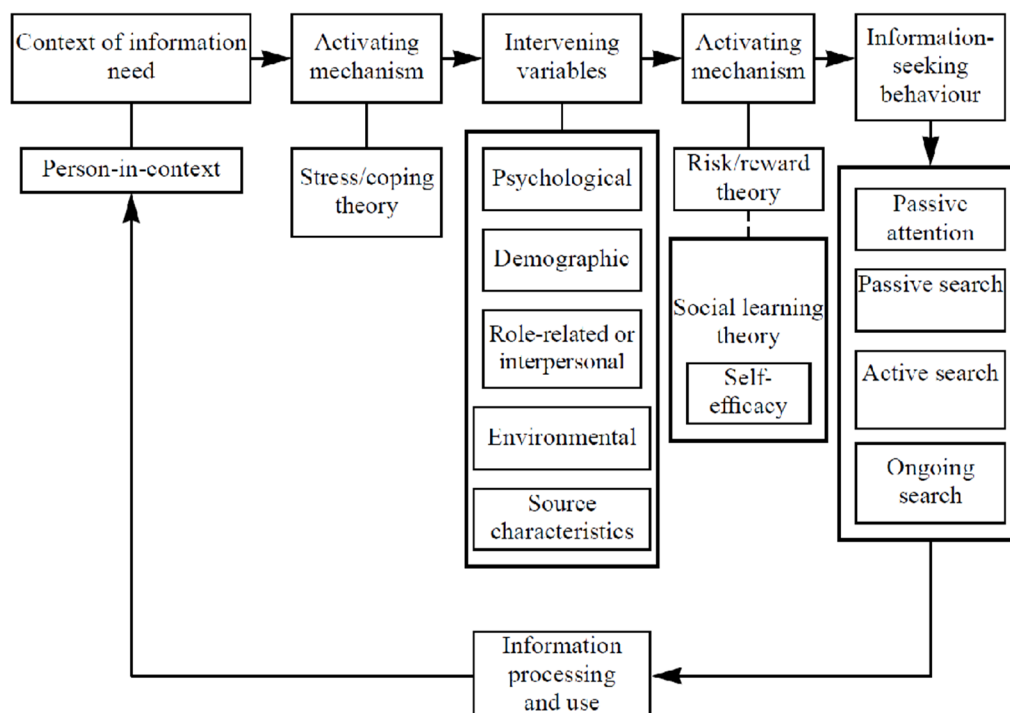 Context of information
need
Activating
mechanism
Intervening
variables
Activating
mechanism
Information-
seeking
behaviour
Person-in-context
Stress/coping
theory
Psychological
Demographic
Role-related or
interpersonal
Environmental
Source
characteristics
Risk/reward
theory
Social learning
theory
Self-
efficacy
Passive
attention
Passive search
Active search
Ongoing
search
Information
processing
and use